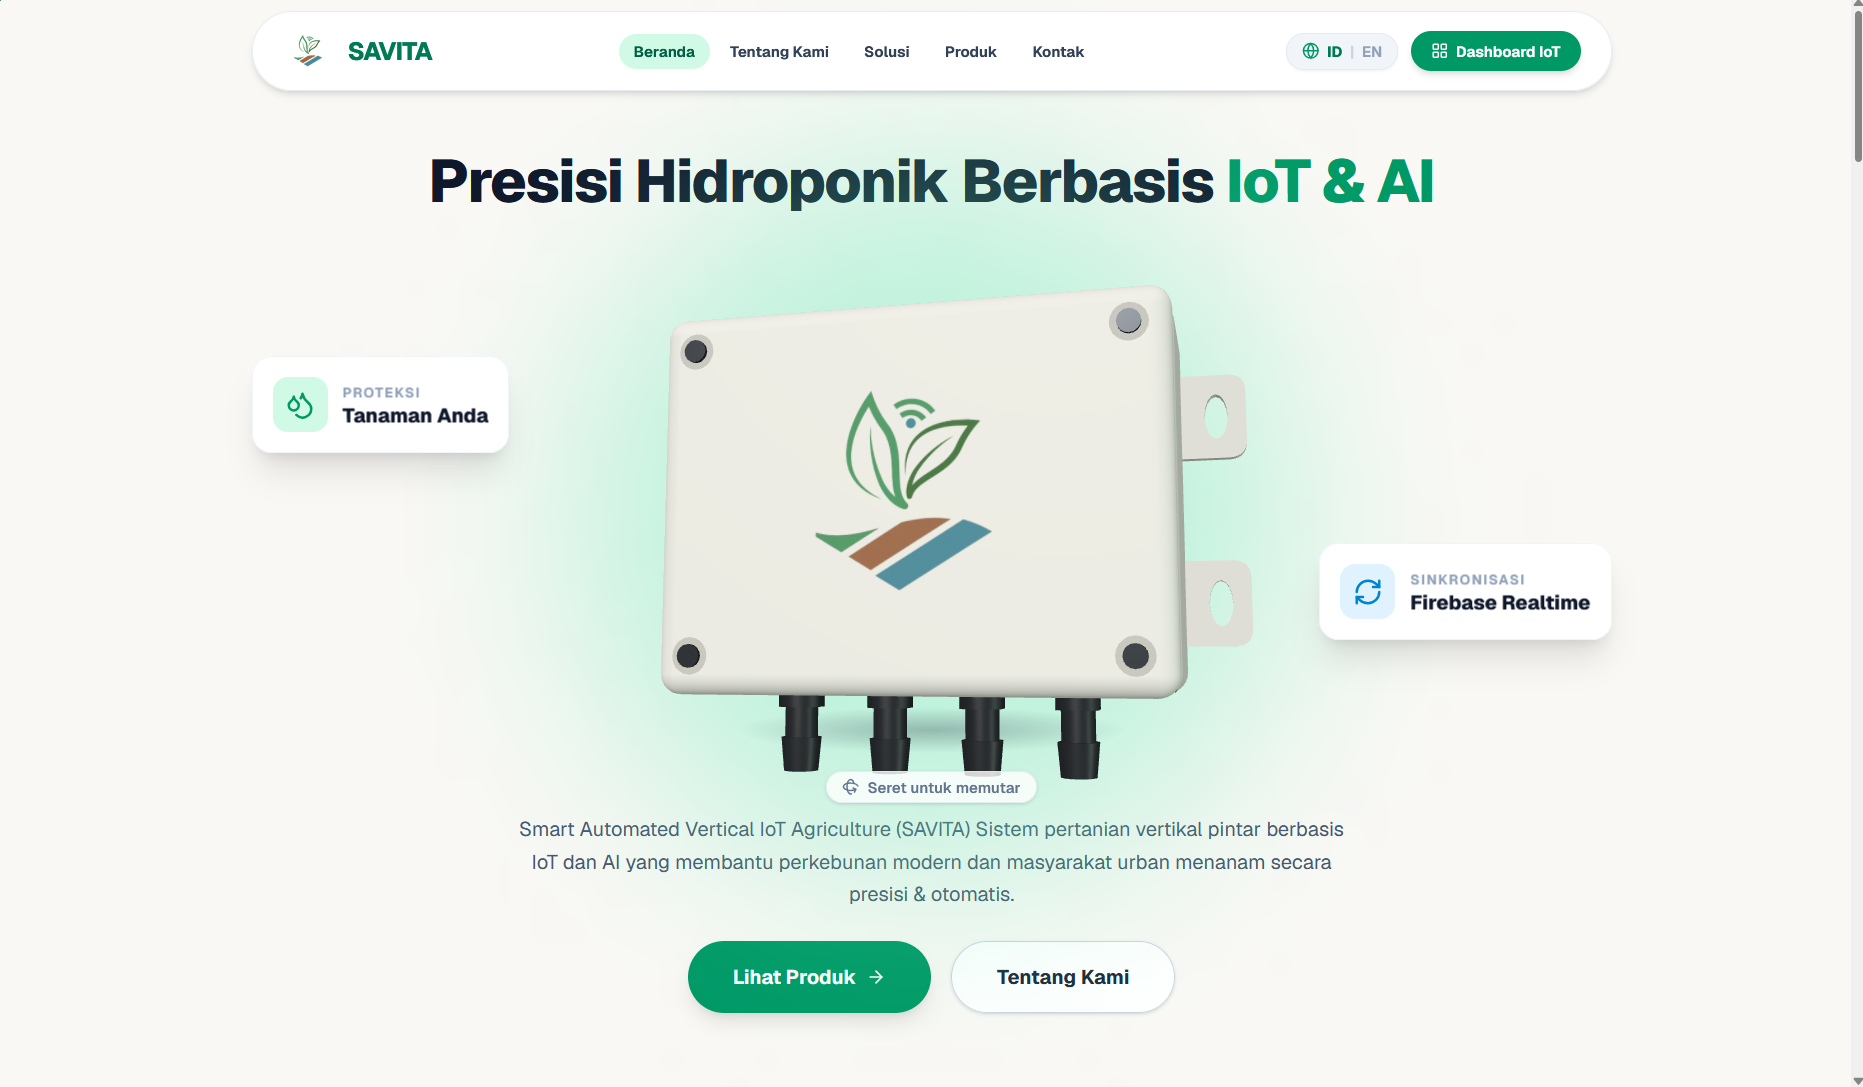 SAVITA
Beranda
Tentang Kami
Solusi
Produk
Kontak
ID | EN
Dashboard IoT
Presisi Hidroponik Berbasis IoT & AI
PROTEKSI
Tanaman Anda
SINKRONISASI
Firebase Realtime
Seret untuk memutar
Smart Automated Vertical IoT Agriculture (SAVITA) Sistem pertanian vertikal pintar berbasis
IoT dan AI yang membantu perkebunan modern dan masyarakat urban menanam secara
presisi & otomatis.
Lihat Produk
Tentang Kami